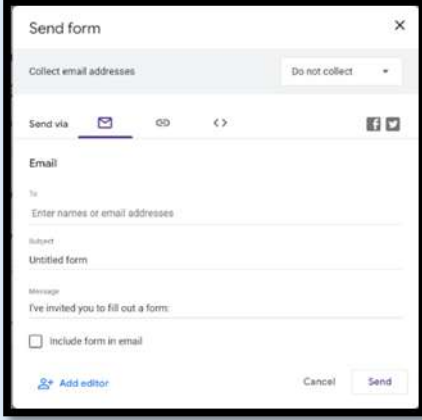 Send form
Collect email addresses Do not collect
Send via
Email
To
Enter names or email addresses
Subject
Untitled form
Message
I've invited you to fill out a form:
Include form in email
Add editor Cancel Send